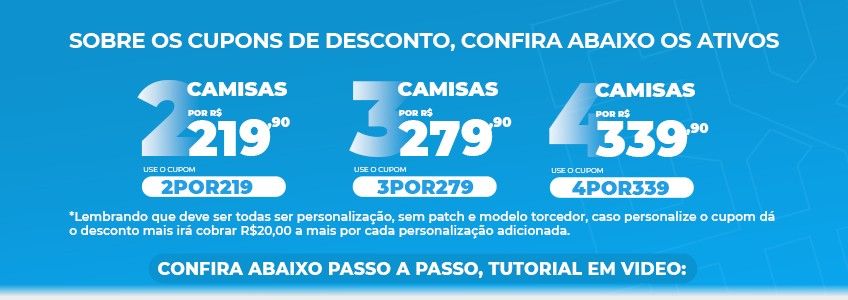 SOBRE OS CUPONS DE DESCONTO, CONFIRA ABAIXO OS ATIVOS
2 CAMISAS
POR R$
219,90
USE O CUPOM
2POR219
3 CAMISAS
POR R$
279,90
USE O CUPOM
3POR279
4 CAMISAS
POR R$
339,90
USE O CUPOM
4POR339
*Lembrando que deve ser todas ser personalização, sem patch e modelo torcedor, caso personalize o cupom dá
o desconto mais irá cobrar R$20,00 a mais por cada personalização adicionada.
CONFIRA ABAIXO PASSO A PASSO, TUTORIAL EM VIDEO: